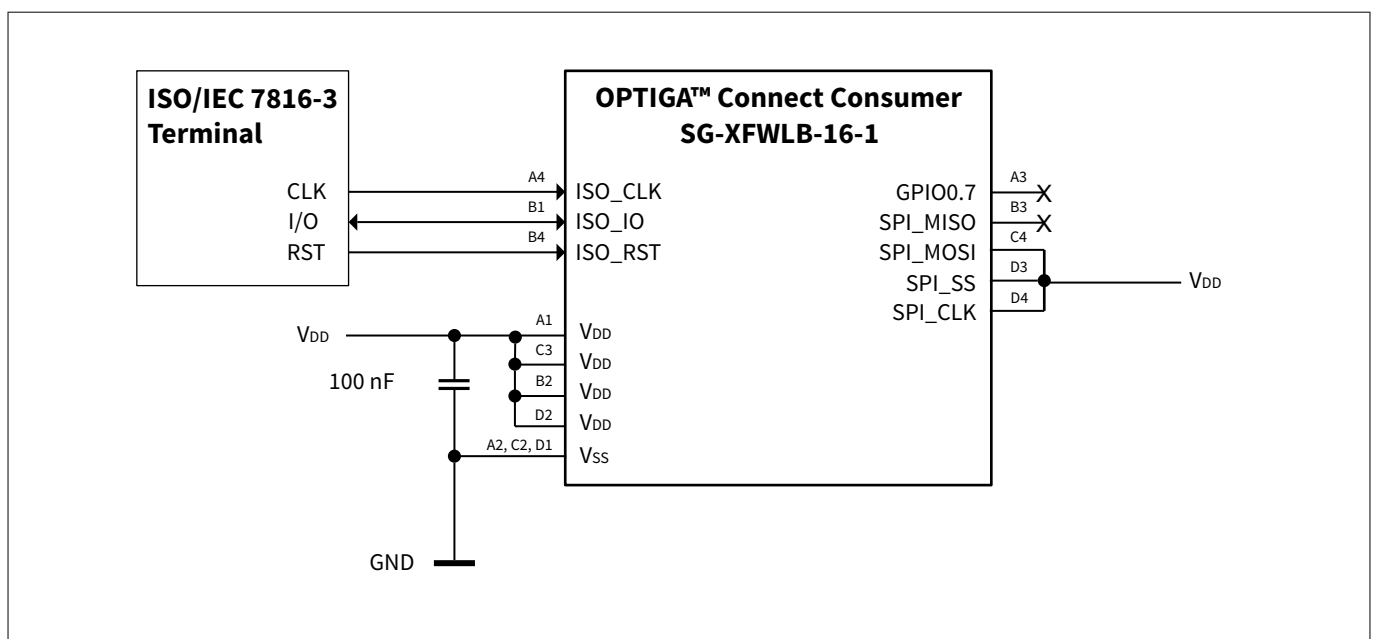 ISO/IEC 7816-3
Terminal
CLK
I/O
RST
A4
B1
B4
OPTIGA™ Connect Consumer
SG-XFWLB-16-1
ISO_CLK
ISO_IO
ISO_RST
GPIO0.7
SPI_MISO
SPI_MOSI
SPI_SS
SPI_CLK
A3
X
B3
X
C4
D3
D4
VDD
VDD
100 nF
A1
C3
B2
D2
A2, C2, D1
VDD
VDD
VDD
VDD
VSS
GND